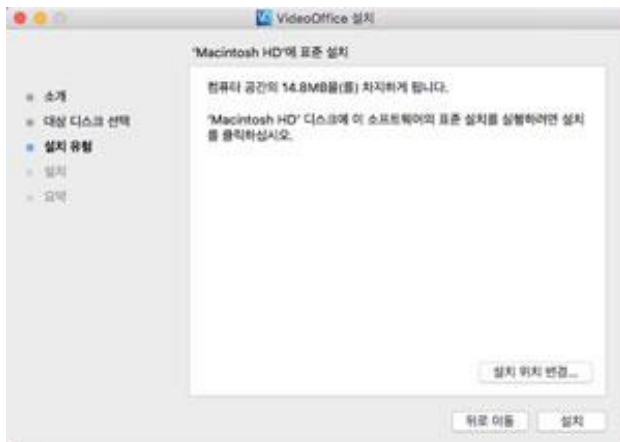 VideoOffice 설치
"Macintosh HD"에 표준 설치
소개
대상 디스크 선택
설치 유형
설치
요약
컴퓨터 공간의 14.8MB을(를) 차지하게 됩니다.
"Macintosh HD" 디스크에 이 소프트웨어의 표준 설치를 실행하려면 설치
를 클릭하십시오.
설치 위치 변경...
뒤로 이동
설치